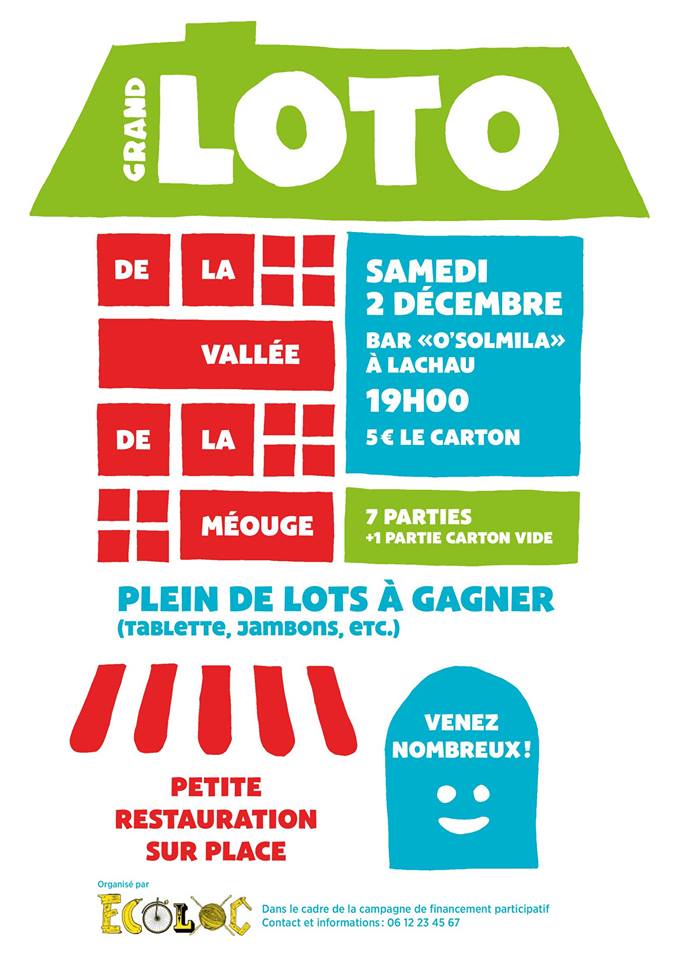 GRAND LOTO
DE LA
VALLÉE
DE LA
MÉOUGE
SAMEDI
2 DÉCEMBRE
BAR «O'SOLMILA»
À LACHAU
19H00
5€ LE CARTON
7 PARTIES
+1 PARTIE CARTON VIDE
PLEIN DE LOTS À GAGNER
(TABLETTE, JAMBONS, ETC.)
VENEZ
NOMBREUX!
PETITE
RESTAURATION
SUR PLACE
Organisé par
ECOLOC
Dans le cadre de la campagne de financement participatif
Contact et informations : 06 12 23 45 67